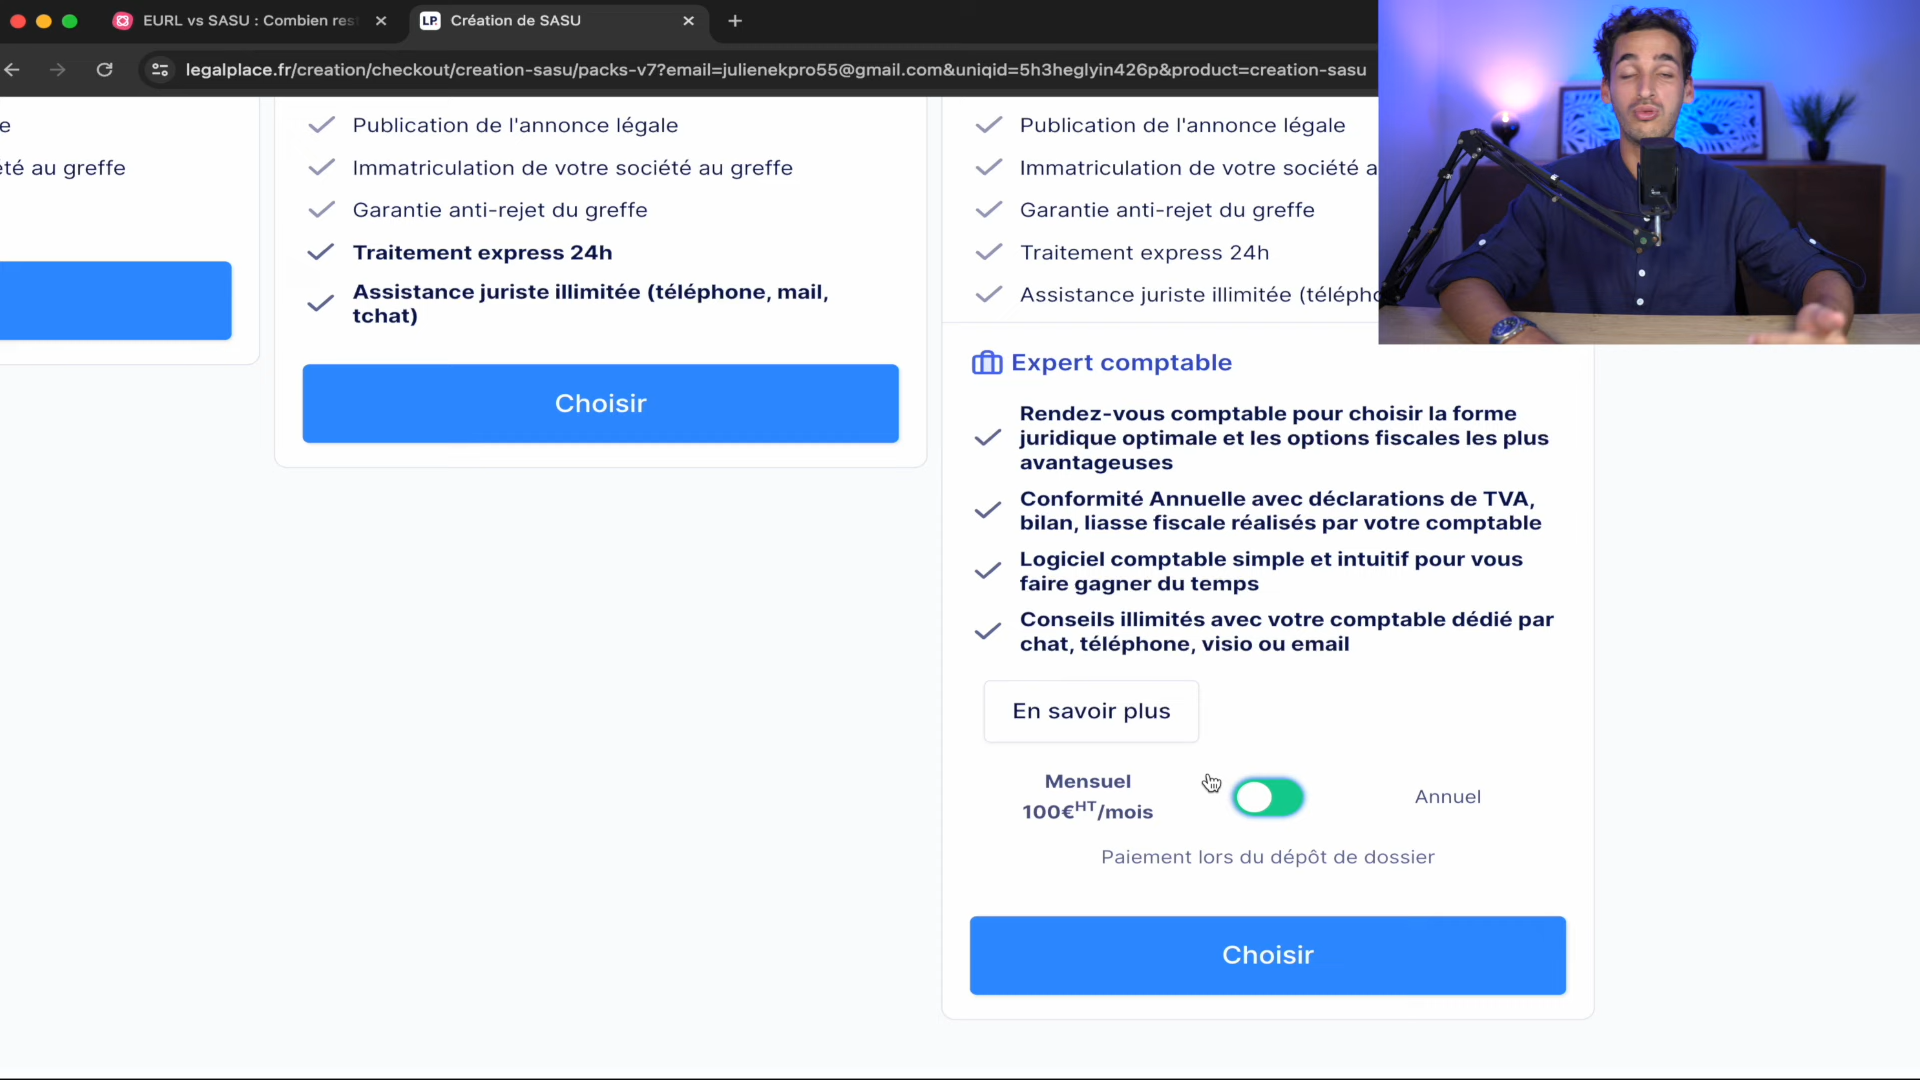 EURL vs SASU : Combien res
LP
Création de SASU
legalplace.fr/creation/checkout/creation-sasu/packs-v7?email=julienekpro55@gmail.com&uniqid=5h3heglyin426p&product=creation-sasu
e
té au greffe
Publication de l'annonce légale
Immatriculation de votre société au greffe
Garantie anti-rejet du greffe
Traitement express 24h
Assistance juriste illimitée (téléphone, mail,
tchat)
Choisir
Publication de l'annonce légale
Immatriculation de votre société a
Garantie anti-rejet du greffe
Traitement express 24h
Assistance juriste illimitée (télépho
Expert comptable
Rendez-vous comptable pour choisir la forme
juridique optimale et les options fiscales les plus
avantageuses
Conformité Annuelle avec déclarations de TVA,
bilan, liasse fiscale réalisés par votre comptable
Logiciel comptable simple et intuitif pour vous
faire gagner du temps
Conseils illimités avec votre comptable dédié par
chat, téléphone, visio ou email
En savoir plus
Mensuel
100€HT/mois
Annuel
Paiement lors du dépôt de dossier
Choisir